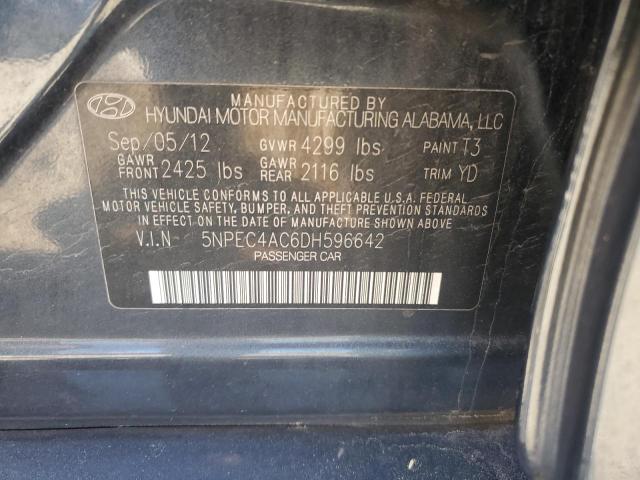 MANUFACTURED BY
HYUNDAI MOTOR MANUFACTURING ALABAMA, LLC
Sep/05/12 GVWR 4299 lbs PAINT T3
GAWR FRONT 2425 lbs GAWR REAR 2116 lbs TRIM YD
THIS VEHICLE CONFORMS TO ALL APPLICABLE U.S.A. FEDERAL
MOTOR VEHICLE SAFETY, BUMPER, AND THEFT PREVENTION STANDARDS
IN EFFECT ON THE DATE OF MANUFACTURE SHOWN ABOVE
V.I.N 5NPEC4AC6DH596642
PASSENGER CAR